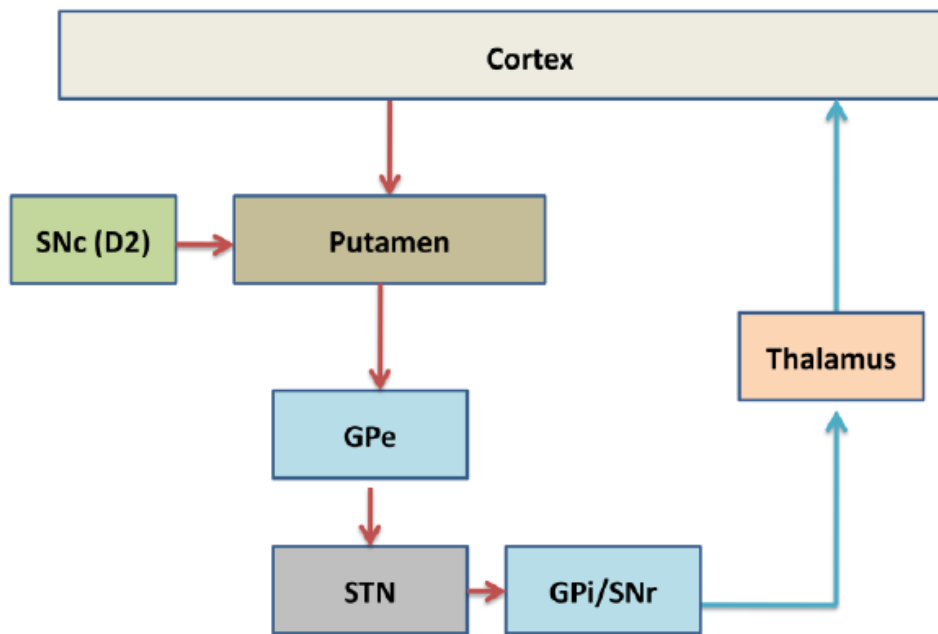 Cortex
SNc (D2)
Putamen
Thalamus
GPe
STN
GPi/SNr